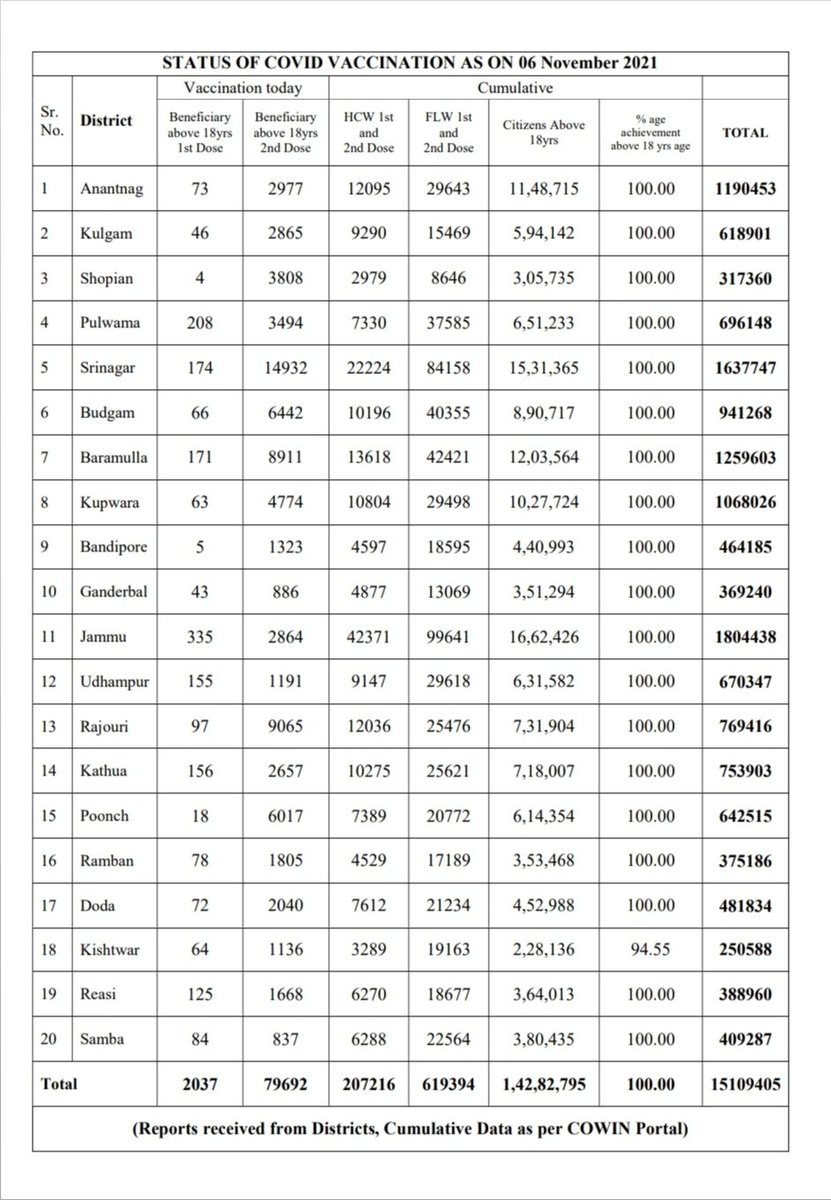 STATUS OF COVID VACCINATION AS ON 06 November 2021
Sr. No. District Vaccination today Cumulative
Beneficiary above 18yrs 1st Dose Beneficiary above 18yrs 2nd Dose HCW 1st and 2nd Dose FLW 1st and 2nd Dose Citizens Above 18yrs % age achievement above 18 yrs age TOTAL
1 Anantnag 73 2977 12095 29643 11,48,715 100.00 1190453
2 Kulgam 46 2865 9290 15469 5,94,142 100.00 618901
3 Shopian 4 3808 2979 8646 3,05,735 100.00 317360
4 Pulwama 208 3494 7330 37585 6,51,233 100.00 696148
5 Srinagar 174 14932 22224 84158 15,31,365 100.00 1637747
6 Budgam 66 6442 10196 40355 8,90,717 100.00 941268
7 Baramulla 171 8911 13618 42421 12,03,564 100.00 1259603
8 Kupwara 63 4774 10804 29498 10,27,724 100.00 1068026
9 Bandipore 5 1323 4597 18595 4,40,993 100.00 464185
10 Ganderbal 43 886 4877 13069 3,51,294 100.00 369240
11 Jammu 335 2864 42371 99641 16,62,426 100.00 1804438
12 Udhampur 155 1191 9147 29618 6,31,582 100.00 670347
13 Rajouri 97 9065 12036 25476 7,31,904 100.00 769416
14 Kathua 156 2657 10275 25621 7,18,007 100.00 753903
15 Poonch 18 6017 7389 20772 6,14,354 100.00 642515
16 Ramban 78 1805 4529 17189 3,53,468 100.00 375186
17 Doda 72 2040 7612 21234 4,52,988 100.00 481834
18 Kishtwar 64 1136 3289 19163 2,28,136 94.55 250588
19 Reasi 125 1668 6270 18677 3,64,013 100.00 388960
20 Samba 84 837 6288 22564 3,80,435 100.00 409287
Total 2037 79692 207216 619394 1,42,82,795 100.00 15109405
(Reports received from Districts, Cumulative Data as per COWIN Portal)